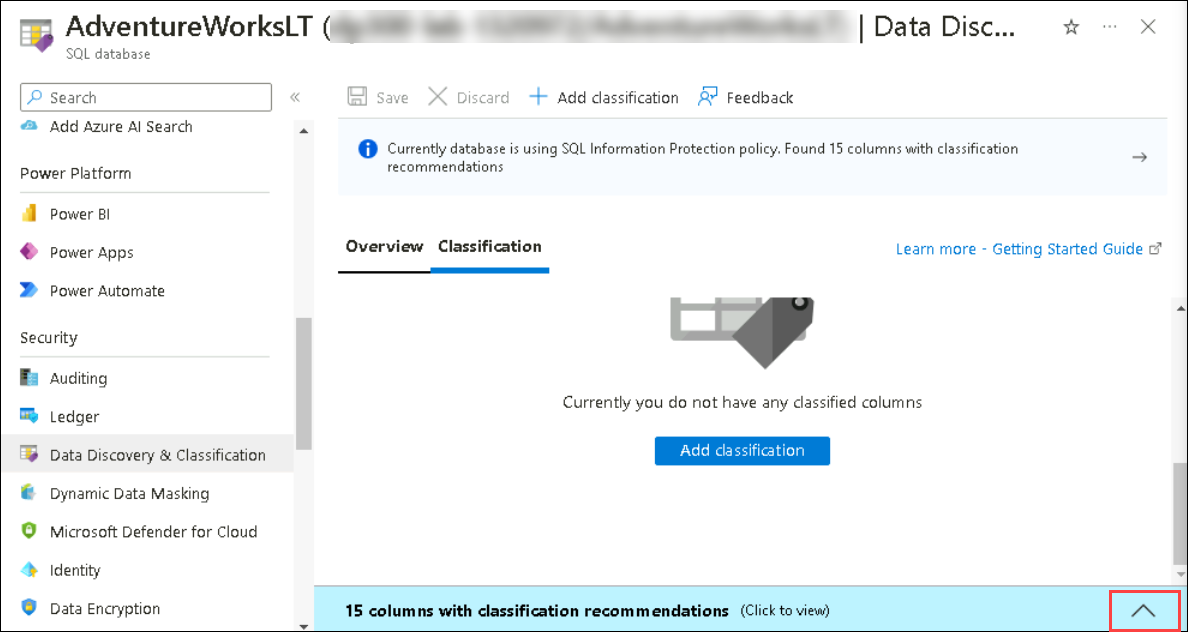 AdventureWorksLT ( | Data Disc...
SQL database
Search
Save Discard Add classification Feedback
Add Azure AI Search
Power Platform
Power BI
Power Apps
Power Automate
Security
Auditing
Ledger
Data Discovery & Classification
Dynamic Data Masking
Microsoft Defender for Cloud
Identity
Data Encryption
Currently database is using SQL Information Protection policy. Found 15 columns with classification
recommendations
Overview Classification
Learn more - Getting Started Guide
Currently you do not have any classified columns
Add classification
15 columns with classification recommendations (Click to view)